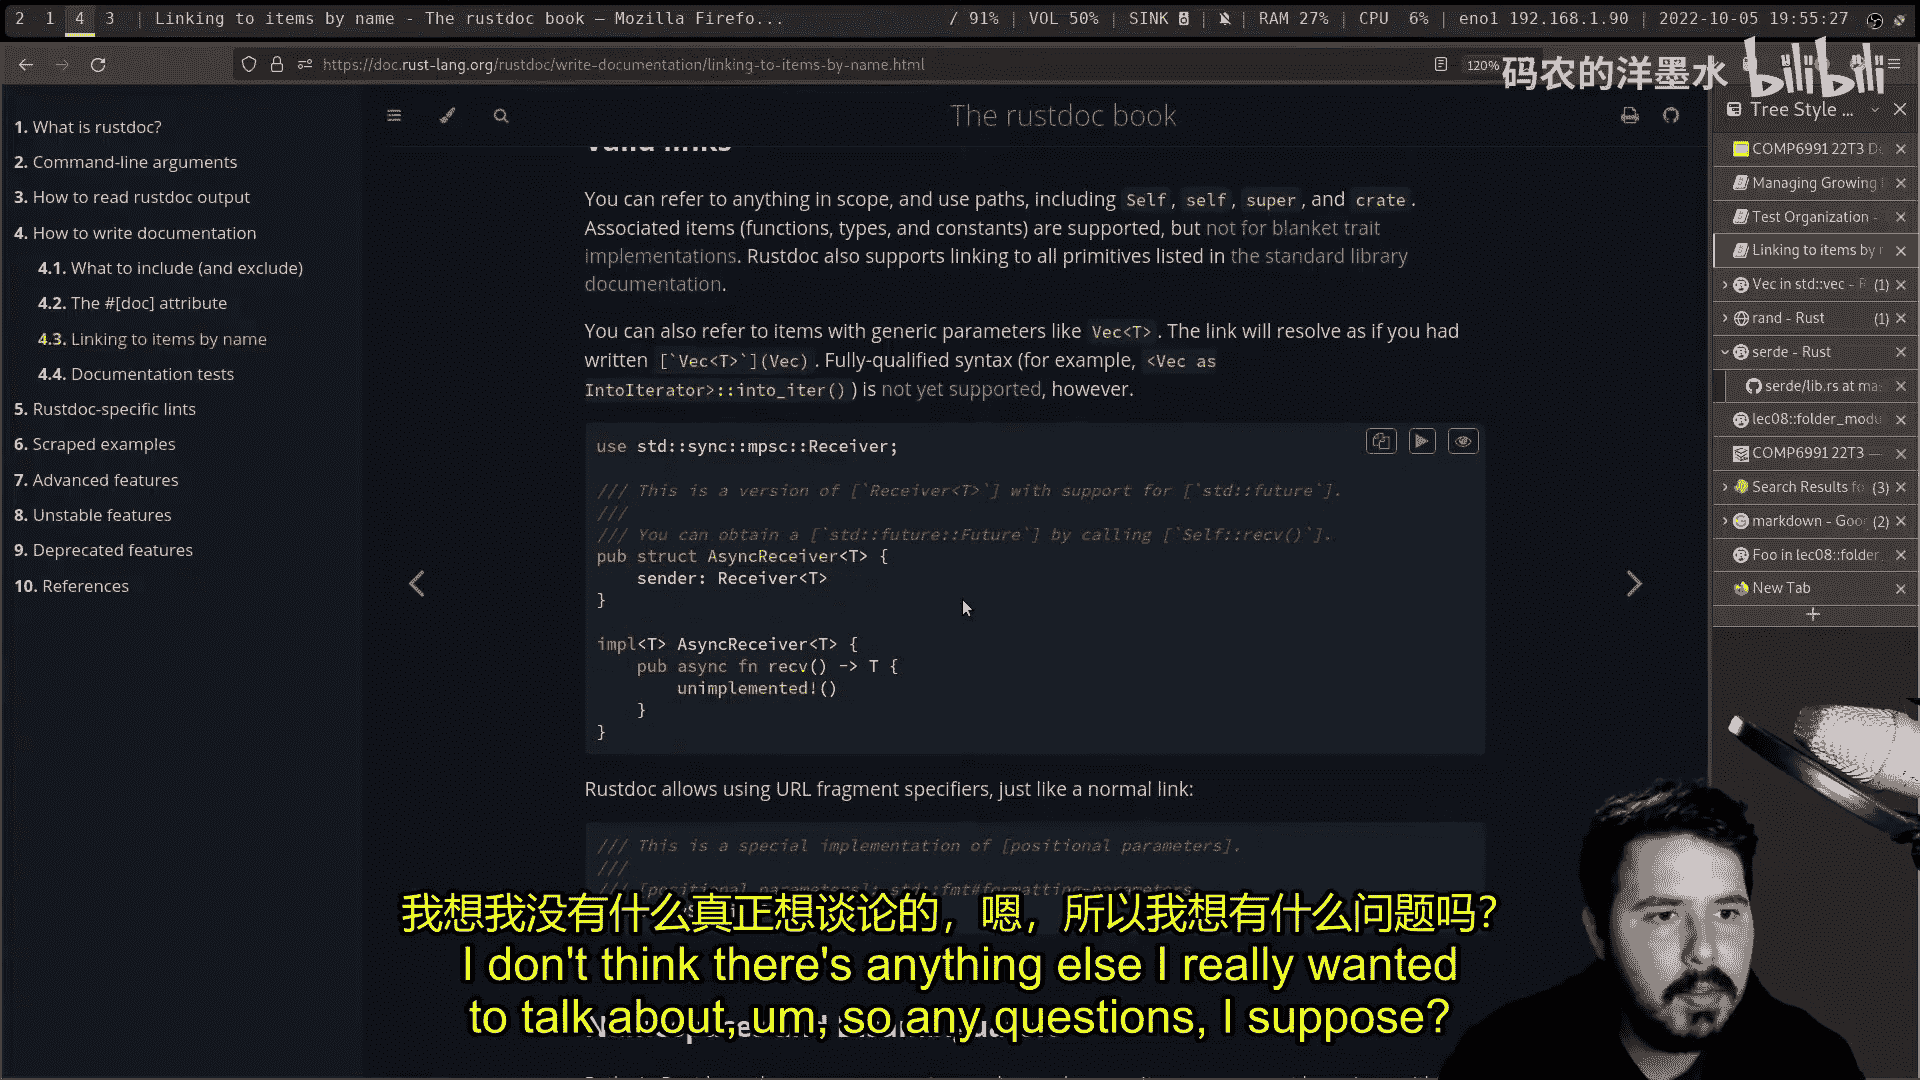 2 1 4 3 | Linking to items by name - The rustdoc book — Mozilla Firefo...
/ 91% | VOL 50% | SINK | RAM 27% | CPU 6% | eno1 192.168.1.90 | 2022-10-05 19:55:27
https://doc.rust-lang.org/rustdoc/write-documentation/linking-to-items-by-name.html
120%
码农的洋墨水 bilibili
1. What is rustdoc?
2. Command-line arguments
3. How to read rustdoc output
4. How to write documentation
4.1. What to include (and exclude)
4.2. The #[doc] attribute
4.3. Linking to items by name
4.4. Documentation tests
5. Rustdoc-specific lints
6. Scraped examples
7. Advanced features
8. Unstable features
9. Deprecated features
10. References
The rustdoc book
Valid links
You can refer to anything in scope, and use paths, including Self, self, super, and crate.
Associated items (functions, types, and constants) are supported, but not for blanket trait
implementations. Rustdoc also supports linking to all primitives listed in the standard library
documentation.
You can also refer to items with generic parameters like Vec<T>. The link will resolve as if you had
written [`Vec<T>`](Vec). Fully-qualified syntax (for example, <Vec as
IntoIterator>::into_iter()) is not yet supported, however.
use std::sync::mpsc::Receiver;
/// This is a version of [`Receiver<T>`] with support for [`std::future`].
///
/// You can obtain a [`std::future::Future`] by calling [`Self::recv()`].
pub struct AsyncReceiver<T> {
sender: Receiver<T>
}
impl<T> AsyncReceiver<T> {
pub async fn recv() -> T {
unimplemented!()
}
}
Rustdoc allows using URL fragment specifiers, just like a normal link:
/// This is a special implementation of [positional parameters].
///
/// [positional parameters]: std::fmt#formatting-parameters
Tree Style ...
COMP6991 22T3 D
Managing Growing
Test Organization -
Linking to items by
Vec in std::vec - R (1)
rand - Rust (1)
serde - Rust
serde/lib.rs at ma
lec08::folder_modu
COMP6991 22T3 —
Search Results fo (3)
markdown - Goo (2)
Foo in lec08::folder
New Tab
+
我想我没有什么真正想谈论的，嗯，所以我想有什么问题吗？
I don't think there's anything else I really wanted
to talk about, um, so any questions, I suppose?